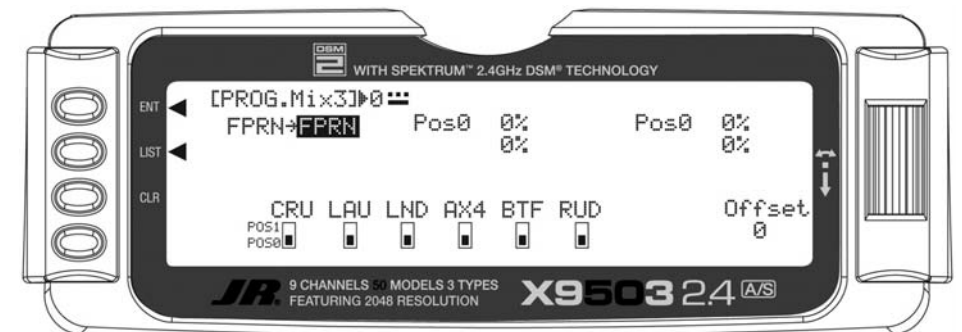 DSM
2 WITH SPEKTRUM™ 2.4GHz DSM® TECHNOLOGY
ENT
LIST
CLR
[PROG.Mix3]▶0
FPRN→FPRN Pos0 0% Pos0 0%
0% 0%
CRU LAU LND AX4 BTF RUD Offset
POS1
POS0 0
JR. 9 CHANNELS 50 MODELS 3 TYPES
FEATURING 2048 RESOLUTION
X9503 2.4 A/S